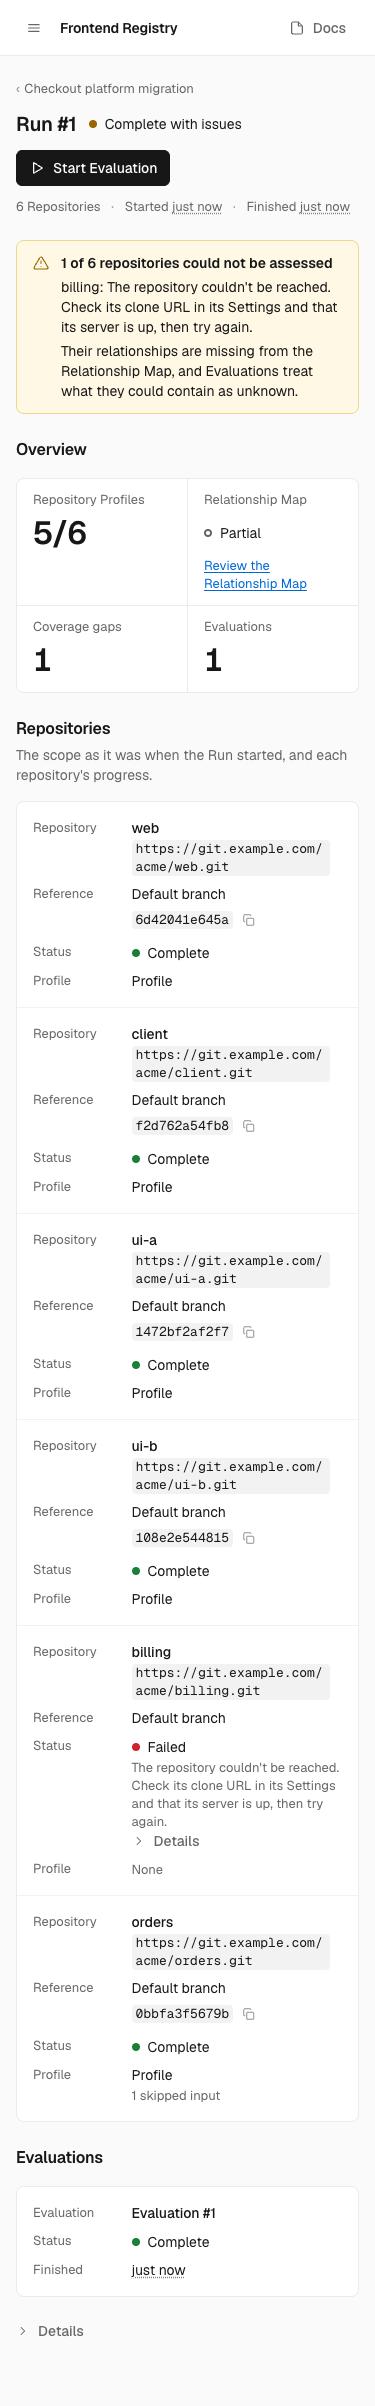 Frontend Registry
Docs
‹ Checkout platform migration
Run #1
Complete with issues
Start Evaluation
6 Repositories · Started just now · Finished just now
1 of 6 repositories could not be assessed
billing: The repository couldn't be reached.
Check its clone URL in its Settings and that
its server is up, then try again.
Their relationships are missing from the
Relationship Map, and Evaluations treat
what they could contain as unknown.
Overview
Repository Profiles
5/6
Relationship Map
Partial
Review the
Relationship Map
Coverage gaps
1
Evaluations
1
Repositories
The scope as it was when the Run started, and each
repository's progress.
Repository web
https://git.example.com/
acme/web.git
Reference Default branch
6d42041e645a
Status Complete
Profile Profile
Repository client
https://git.example.com/
acme/client.git
Reference Default branch
f2d762a54fb8
Status Complete
Profile Profile
Repository ui-a
https://git.example.com/
acme/ui-a.git
Reference Default branch
1472bf2af2f7
Status Complete
Profile Profile
Repository ui-b
https://git.example.com/
acme/ui-b.git
Reference Default branch
108e2e544815
Status Complete
Profile Profile
Repository billing
https://git.example.com/
acme/billing.git
Reference Default branch
Status Failed
The repository couldn't be reached.
Check its clone URL in its Settings
and that its server is up, then try
again.
Details
Profile None
Repository orders
https://git.example.com/
acme/orders.git
Reference Default branch
0bbfa3f5679b
Status Complete
Profile Profile
1 skipped input
Evaluations
Evaluation Evaluation #1
Status Complete
Finished just now
Details